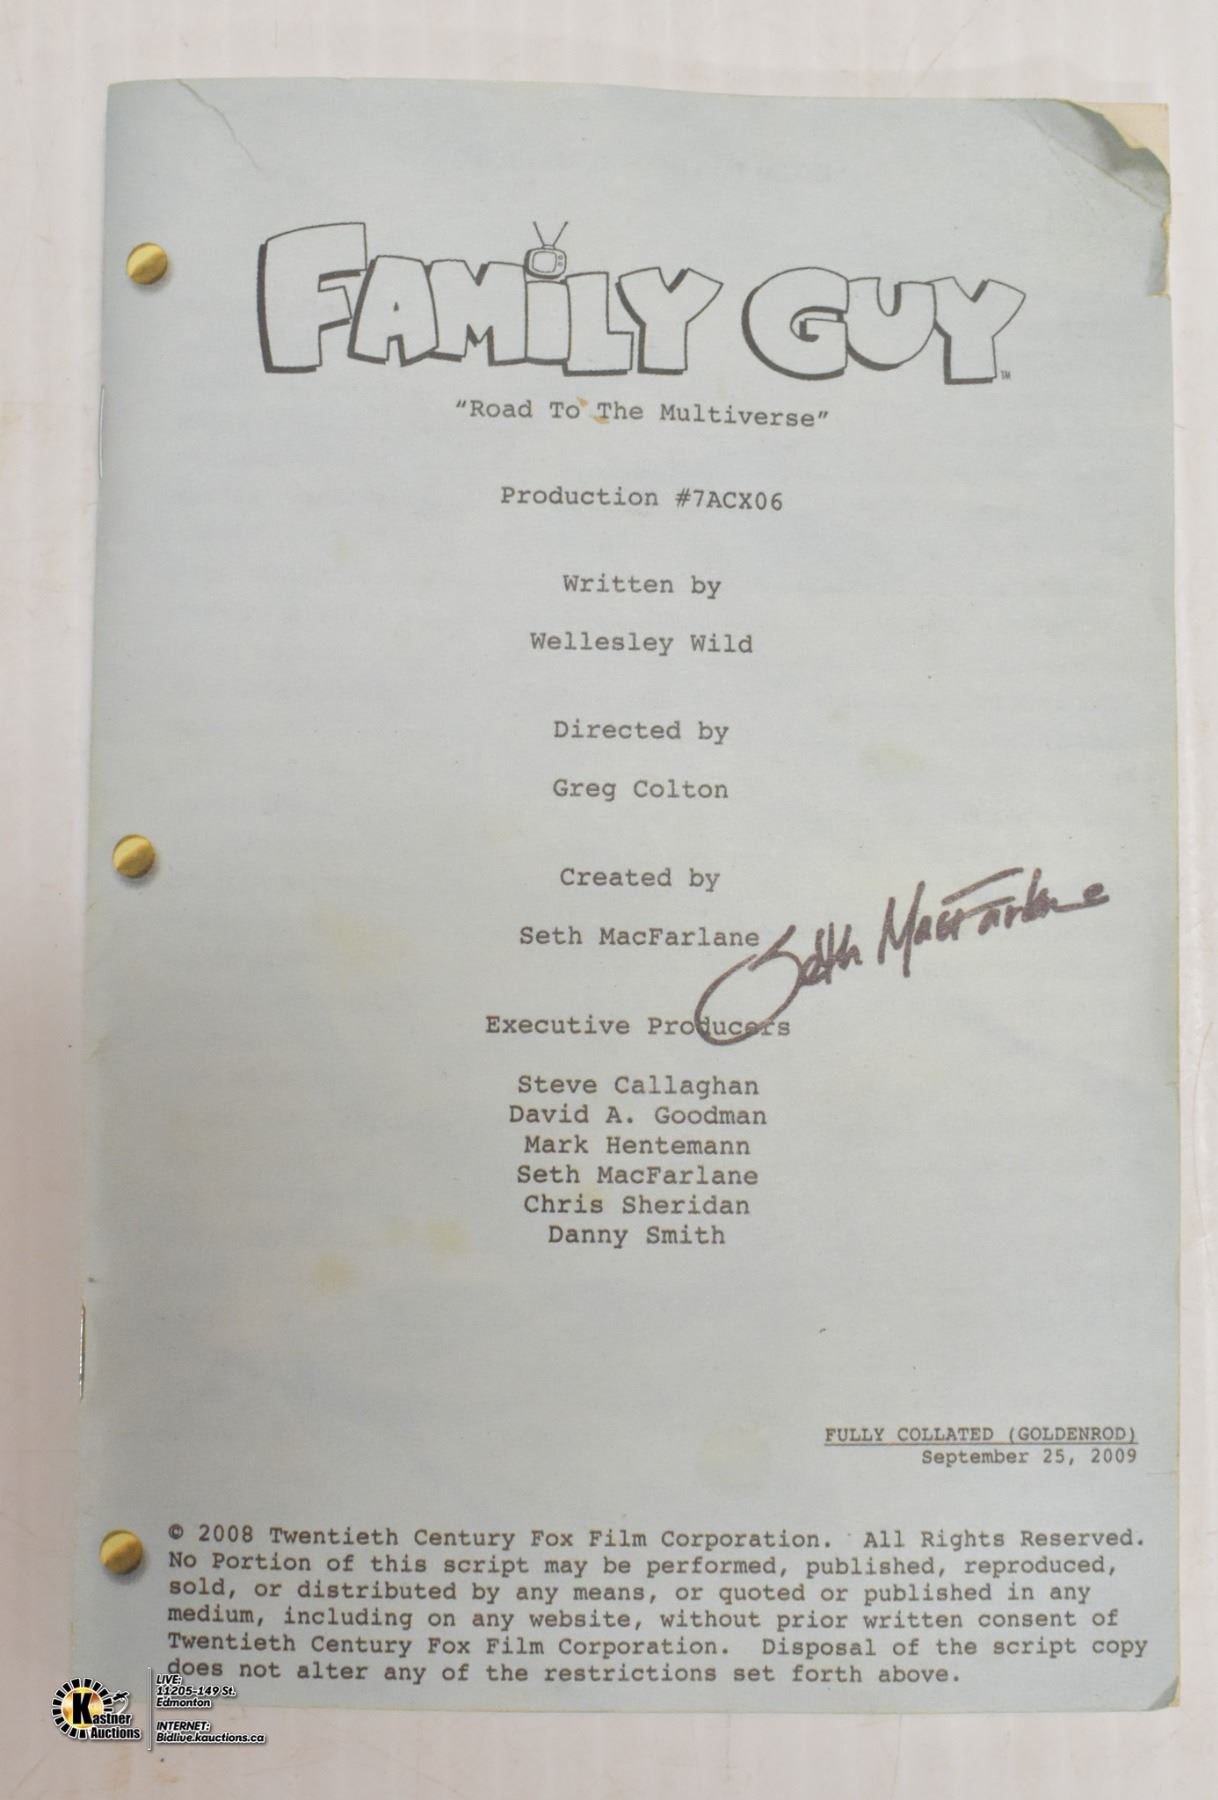 FAMILY GUY™
"Road To The Multiverse"
Production #7ACX06
Written by
Wellesley Wild
Directed by
Greg Colton
Created by
Seth MacFarlane
Seth MacFarlane
Executive Producers
Steve Callaghan
David A. Goodman
Mark Hentemann
Seth MacFarlane
Chris Sheridan
Danny Smith
FULLY COLLATED (GOLDENROD)
September 25, 2009
© 2008 Twentieth Century Fox Film Corporation. All Rights Reserved.
No Portion of this script may be performed, published, reproduced,
sold, or distributed by any means, or quoted or published in any
medium, including on any website, without prior written consent of
Twentieth Century Fox Film Corporation. Disposal of the script copy
does not alter any of the restrictions set forth above.
Kastner
Auctions
LIVE:
11205-149 St.
Edmonton
INTERNET:
Bidlive.kauctions.ca